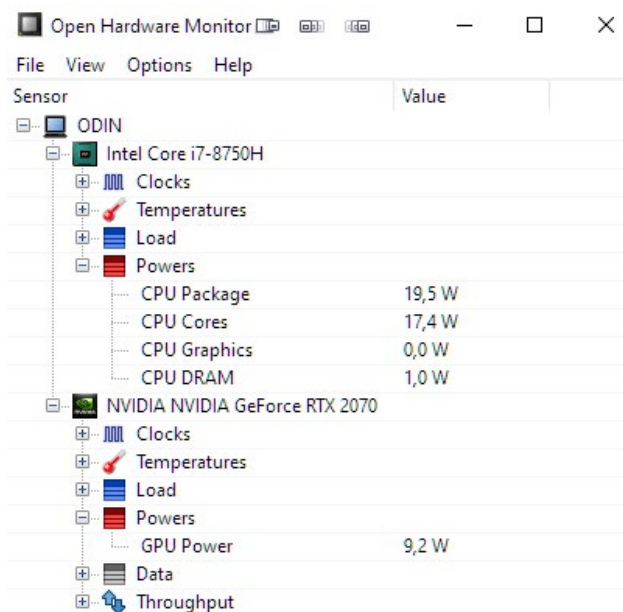 Open Hardware Monitor
File View Options Help
Sensor Value
ODIN
Intel Core i7-8750H
Clocks
Temperatures
Load
Powers
CPU Package 19,5 W
CPU Cores 17,4 W
CPU Graphics 0,0 W
CPU DRAM 1,0 W
NVIDIA NVIDIA GeForce RTX 2070
Clocks
Temperatures
Load
Powers
GPU Power 9,2 W
Data
Throughput